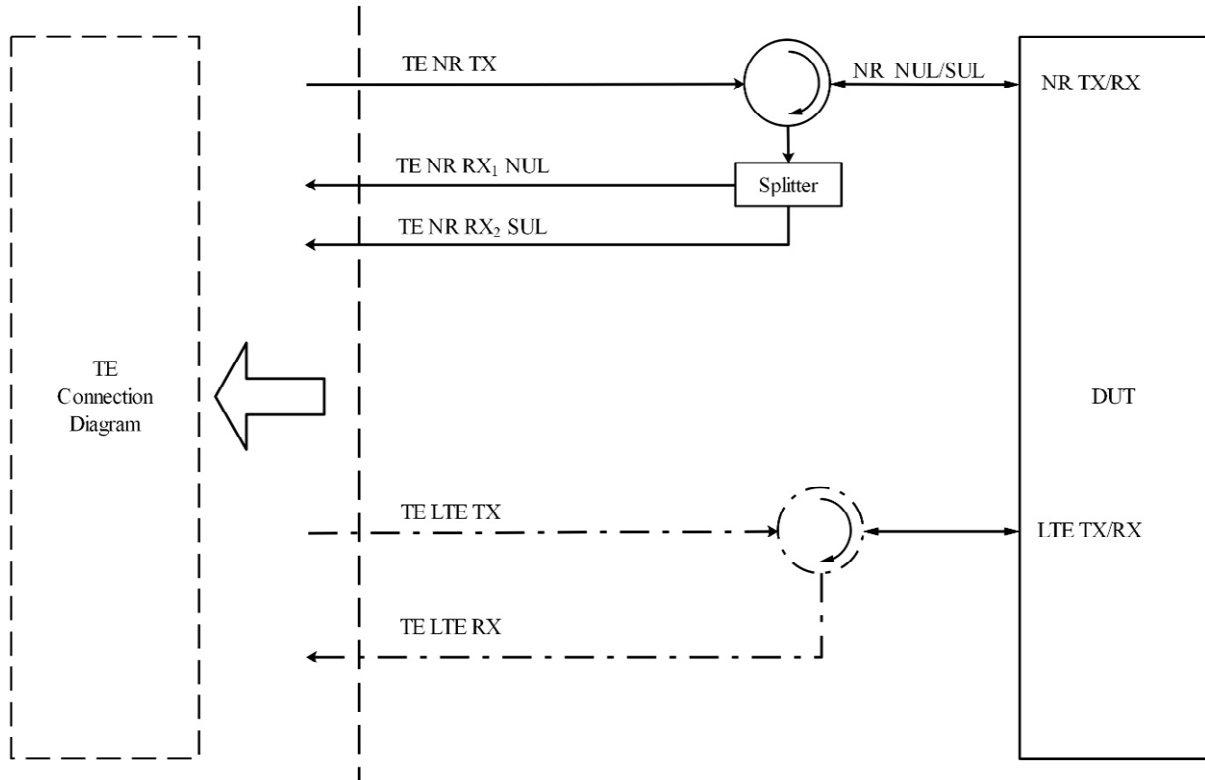 TE NR TX
NR NUL/SUL
NR TX/RX
TE NR RX₁ NUL
Splitter
TE NR RX₂ SUL
TE
Connection
Diagram
DUT
TE LTE TX
LTE TX/RX
TE LTE RX